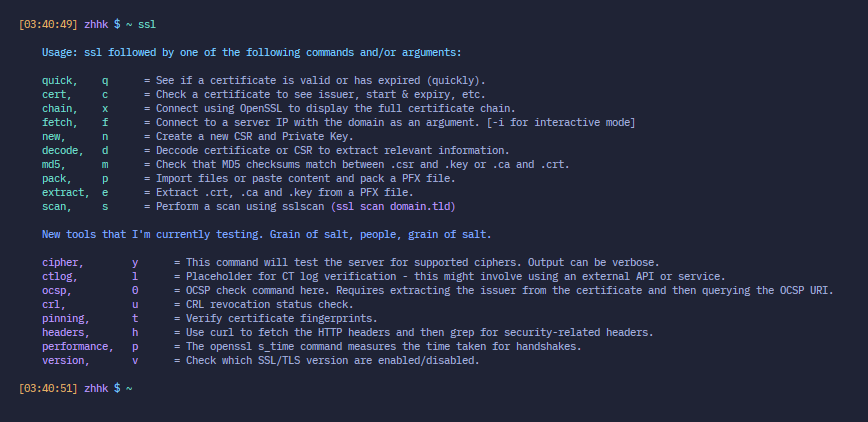 [03:40:49] zhhk $ ~ ssl
Usage: ssl followed by one of the following commands and/or arguments:
quick, q = See if a certificate is valid or has expired (quickly).
cert, c = Check a certificate to see issuer, start & expiry, etc.
chain, x = Connect using OpenSSL to display the full certificate chain.
fetch, f = Connect to a server IP with the domain as an argument. [-i for interactive mode]
new, n = Create a new CSR and Private Key.
decode, d = Deccode certificate or CSR to extract relevant information.
md5, m = Check that MD5 checksums match between .csr and .key or .ca and .crt.
pack, p = Import files or paste content and pack a PFX file.
extract, e = Extract .crt, .ca and .key from a PFX file.
scan, s = Perform a scan using sslscan (ssl scan domain.tld)
New tools that I'm currently testing. Grain of salt, people, grain of salt.
cipher, y = This command will test the server for supported ciphers. Output can be verbose.
ctlog, l = Placeholder for CT log verification - this might involve using an external API or service.
ocsp, 0 = OCSP check command here. Requires extracting the issuer from the certificate and then querying the OCSP URI.
crl, u = CRL revocation status check.
pinning, t = Verify certificate fingerprints.
headers, h = Use curl to fetch the HTTP headers and then grep for security-related headers.
performance, p = The openssl s_time command measures the time taken for handshakes.
version, v = Check which SSL/TLS version are enabled/disabled.
[03:40:51] zhhk $ ~